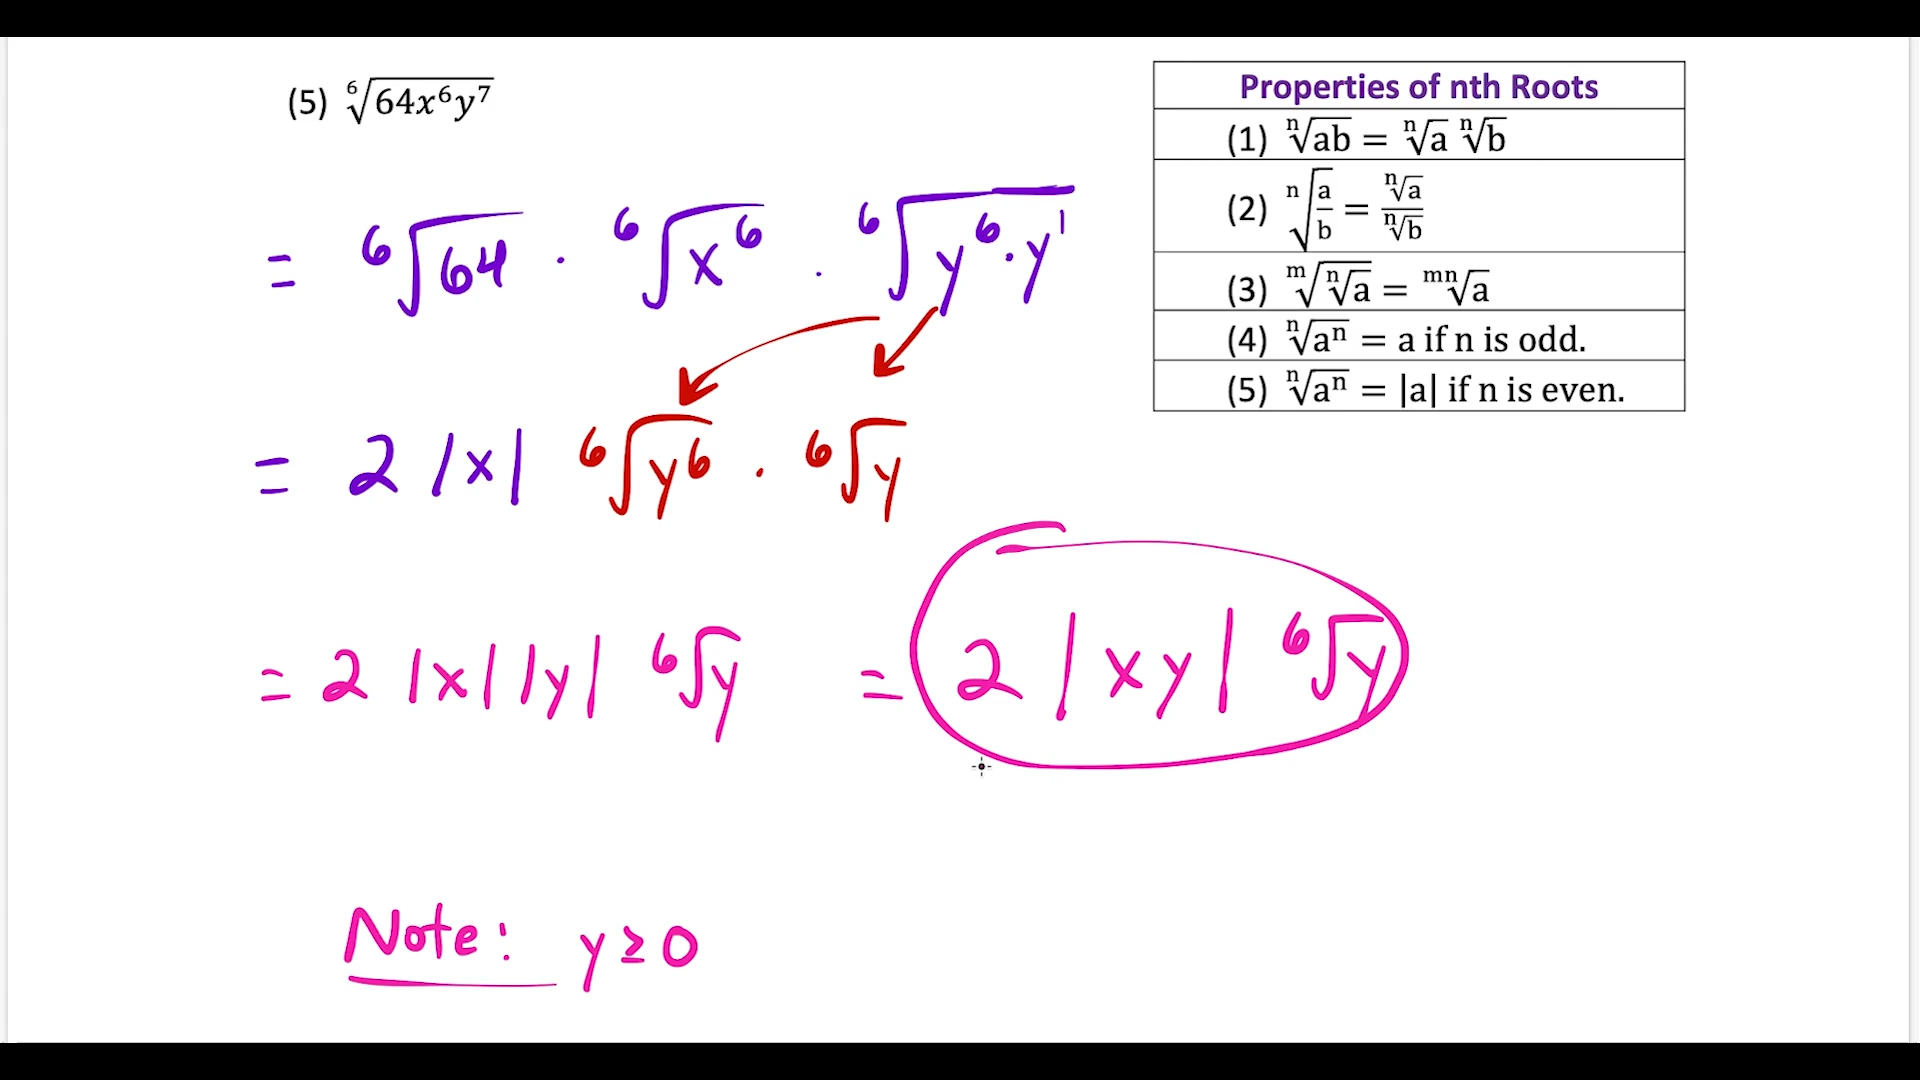 (5) ⁶√(64x⁶y⁷)
= ⁶√64 · ⁶√x⁶ · ⁶√(y⁶·y¹)
= 2|x| ⁶√y⁶ · ⁶√y
= 2|x||y| ⁶√y = 2|xy| ⁶√y
Note: y≥0
Properties of nth Roots
(1) ⁿ√ab = ⁿ√a ⁿ√b
(2) ⁿ√(a/b) = ⁿ√a / ⁿ√b
(3) ᵐ√(ⁿ√a) = ᵐⁿ√a
(4) ⁿ√aⁿ = a if n is odd.
(5) ⁿ√aⁿ = |a| if n is even.